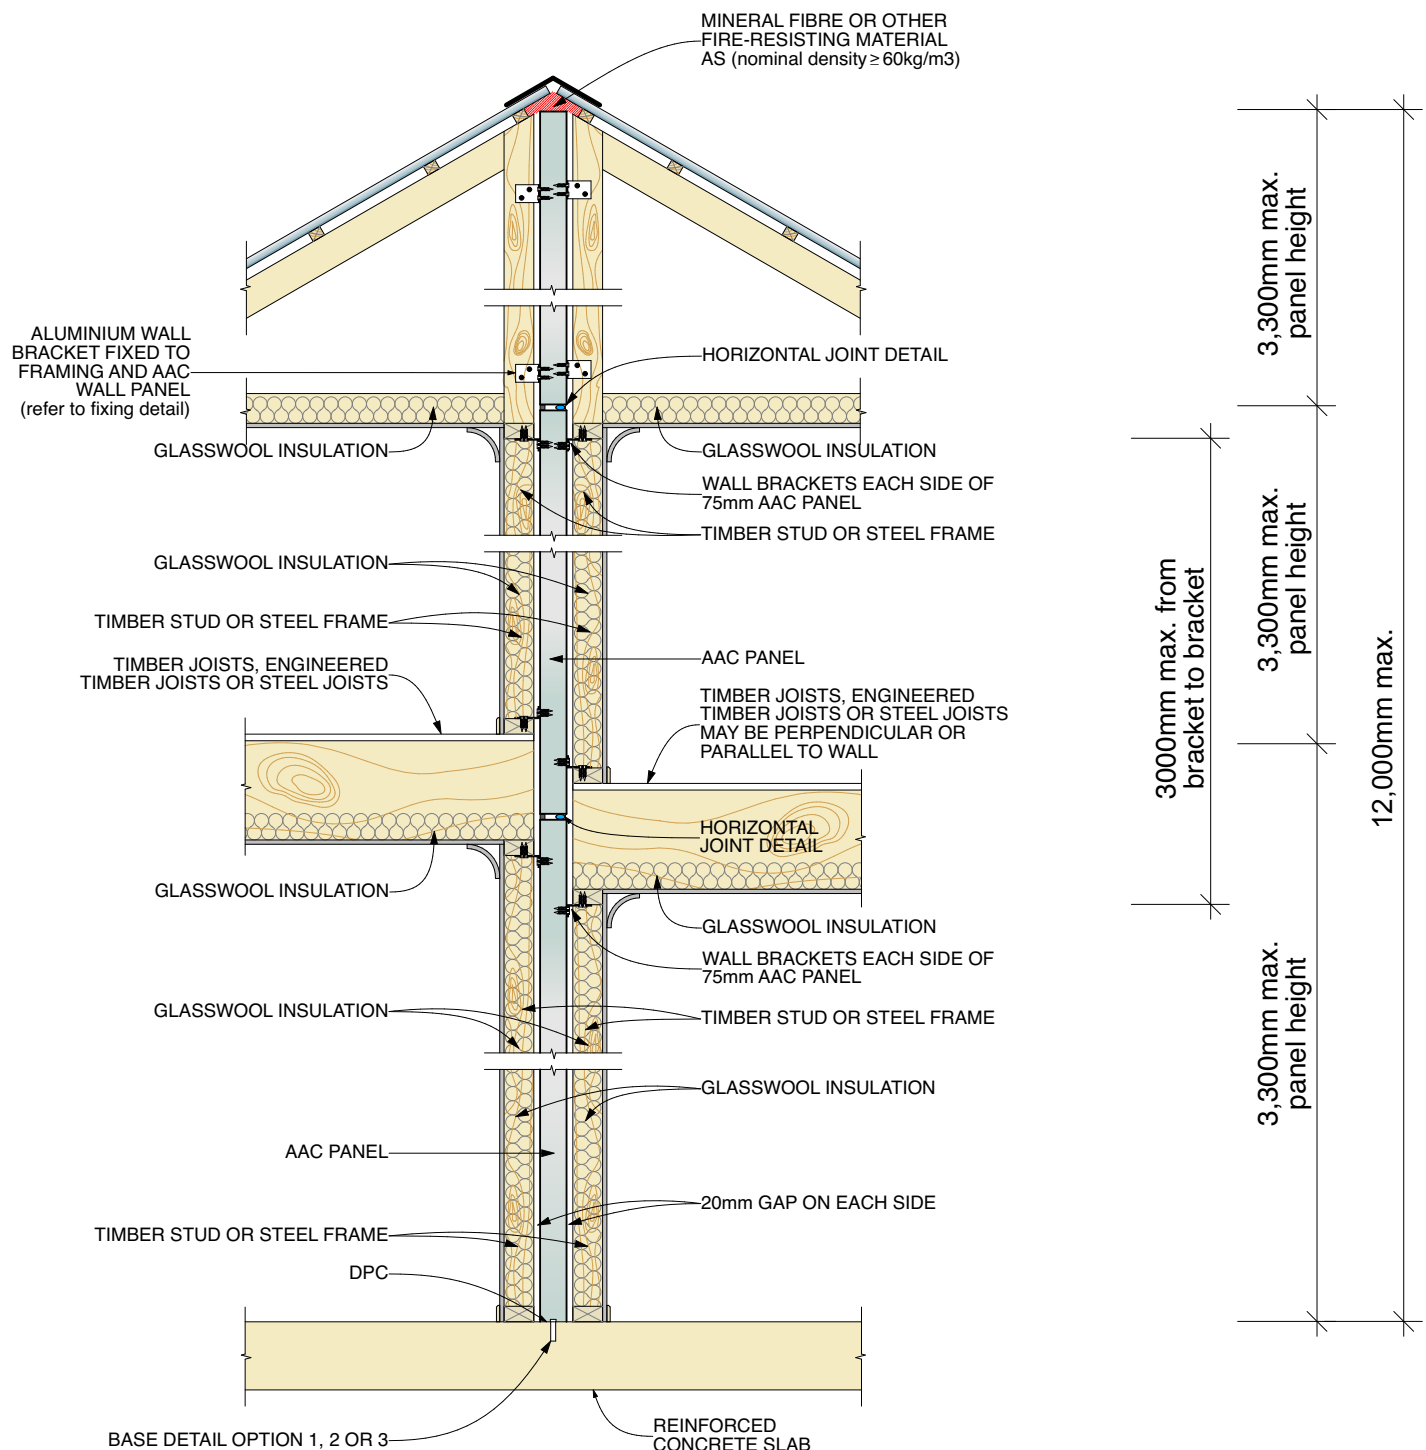 MINERAL FIBRE OR OTHER
FIRE-RESISTING MATERIAL
AS (nominal density ≥ 60kg/m3)
ALUMINIUM WALL
BRACKET FIXED TO
FRAMING AND AAC
WALL PANEL
(refer to fixing detail)
HORIZONTAL JOINT DETAIL
GLASSWOOL INSULATION
GLASSWOOL INSULATION
WALL BRACKETS EACH SIDE OF
75mm AAC PANEL
TIMBER STUD OR STEEL FRAME
GLASSWOOL INSULATION
TIMBER STUD OR STEEL FRAME
AAC PANEL
TIMBER JOISTS, ENGINEERED
TIMBER JOISTS OR STEEL JOISTS
TIMBER JOISTS, ENGINEERED
TIMBER JOISTS OR STEEL JOISTS
MAY BE PERPENDICULAR OR
PARALLEL TO WALL
HORIZONTAL
JOINT DETAIL
GLASSWOOL INSULATION
GLASSWOOL INSULATION
WALL BRACKETS EACH SIDE OF
75mm AAC PANEL
GLASSWOOL INSULATION
TIMBER STUD OR STEEL FRAME
GLASSWOOL INSULATION
AAC PANEL
20mm GAP ON EACH SIDE
TIMBER STUD OR STEEL FRAME
DPC
BASE DETAIL OPTION 1, 2 OR 3
REINFORCED
CONCRETE SLAB
3000mm max. from
bracket to bracket
3,300mm max.
panel height
3,300mm max.
panel height
3,300mm max.
panel height
12,000mm max.